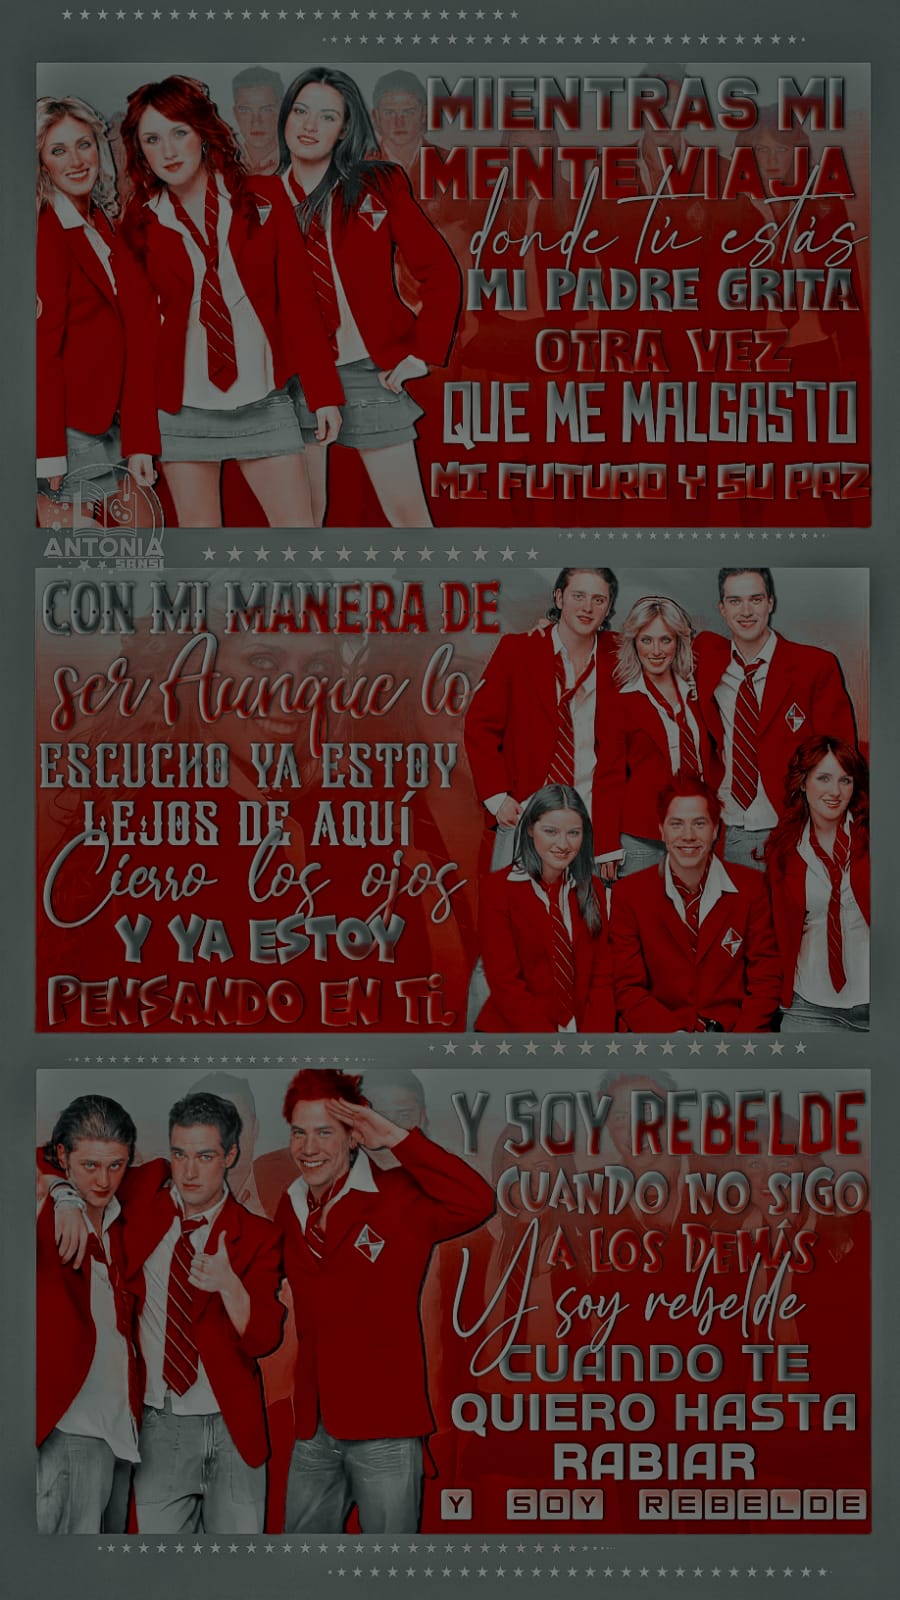 MIENTRAS MI
MENTE VIAJA
donde tú estás
MI PADRE GRITA
OTRA VEZ
QUE ME MALGASTO
MI FUTURO Y SU PAZ
ANTONIA
SANSI
CON MI MANERA DE
ser Aunque lo
ESCUCHO YA ESTOY
LEJOS DE AQUÍ
Cierro los ojos
Y YA ESTOY
PENSANDO EN Ti.
Y SOY REBELDE
CUANDO NO SIGO
A LOS DEMÁS
Y soy rebelde
CUANDO TE
QUIERO HASTA
RABIAR
Y SOY REBELDE